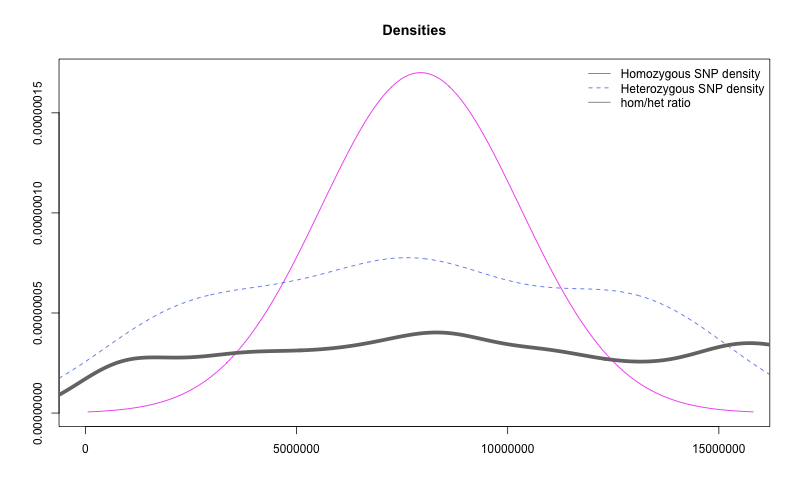 Densities
Homozygous SNP density
Heterozygous SNP density
hom/het ratio
0.00000015
0.00000010
0.00000005
0.00000000
0
5000000
10000000
15000000